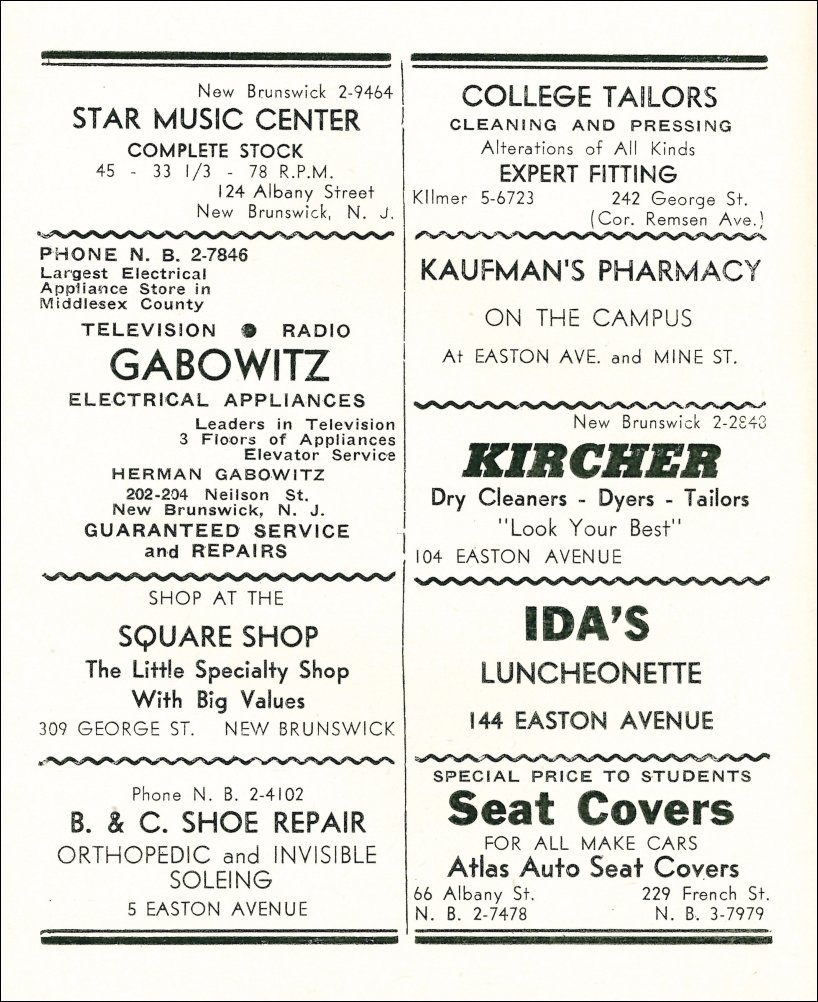 New Brunswick 2-9464
STAR MUSIC CENTER
COMPLETE STOCK
45 - 33 1/3 - 78 R.P.M.
124 Albany Street
New Brunswick, N. J.
PHONE N. B. 2-7846
Largest Electrical
Appliance Store in
Middlesex County
TELEVISION ● RADIO
GABOWITZ
ELECTRICAL APPLIANCES
Leaders in Television
3 Floors of Appliances
Elevator Service
HERMAN GABOWITZ
202-204 Neilson St.
New Brunswick, N. J.
GUARANTEED SERVICE
and REPAIRS
SHOP AT THE
SQUARE SHOP
The Little Specialty Shop
With Big Values
309 GEORGE ST. NEW BRUNSWICK
Phone N. B. 2-4102
B. & C. SHOE REPAIR
ORTHOPEDIC and INVISIBLE
SOLEING
5 EASTON AVENUE
COLLEGE TAILORS
CLEANING AND PRESSING
Alterations of All Kinds
EXPERT FITTING
KIlmer 5-6723 242 George St.
(Cor. Remsen Ave.)
KAUFMAN'S PHARMACY
ON THE CAMPUS
At EASTON AVE. and MINE ST.
New Brunswick
KIRCHER
Dry Cleaners - Dyers - Tailors
"Look Your Best"
104 EASTON AVENUE
IDA'S
LUNCHEONETTE
144 EASTON AVENUE
SPECIAL PRICE TO STUDENTS
Seat Covers
FOR ALL MAKE CARS
Atlas Auto Seat Covers
66 Albany St. 229 French St.
N. B. 2-7478 N. B. 3-7979